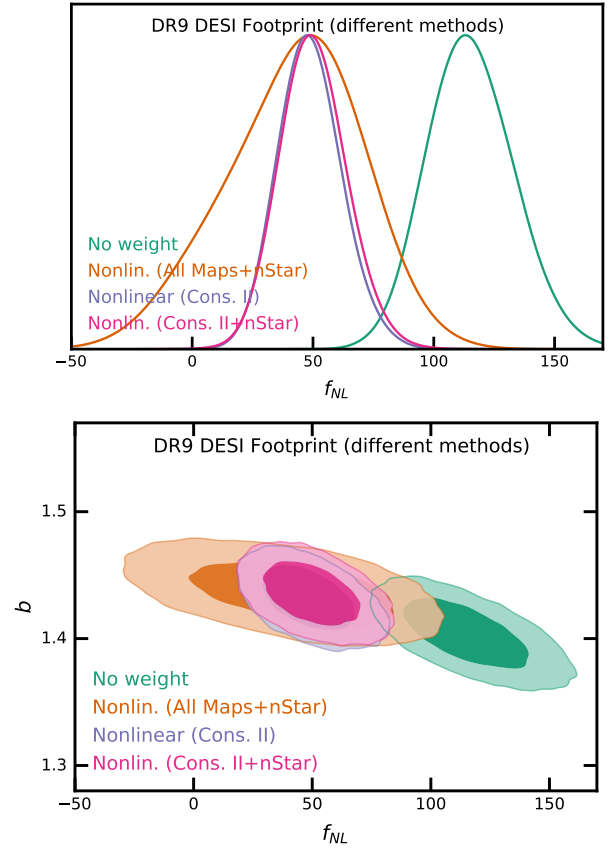 DR9 DESI Footprint (different methods)
No weight
Nonlin. (All Maps+nStar)
Nonlinear (Cons. II)
Nonlin. (Cons. II+nStar)
−50 0 50 100 150
f_NL
DR9 DESI Footprint (different methods)
1.5
1.4
b
1.3
No weight
Nonlin. (All Maps+nStar)
Nonlinear (Cons. II)
Nonlin. (Cons. II+nStar)
−50 0 50 100 150
f_NL